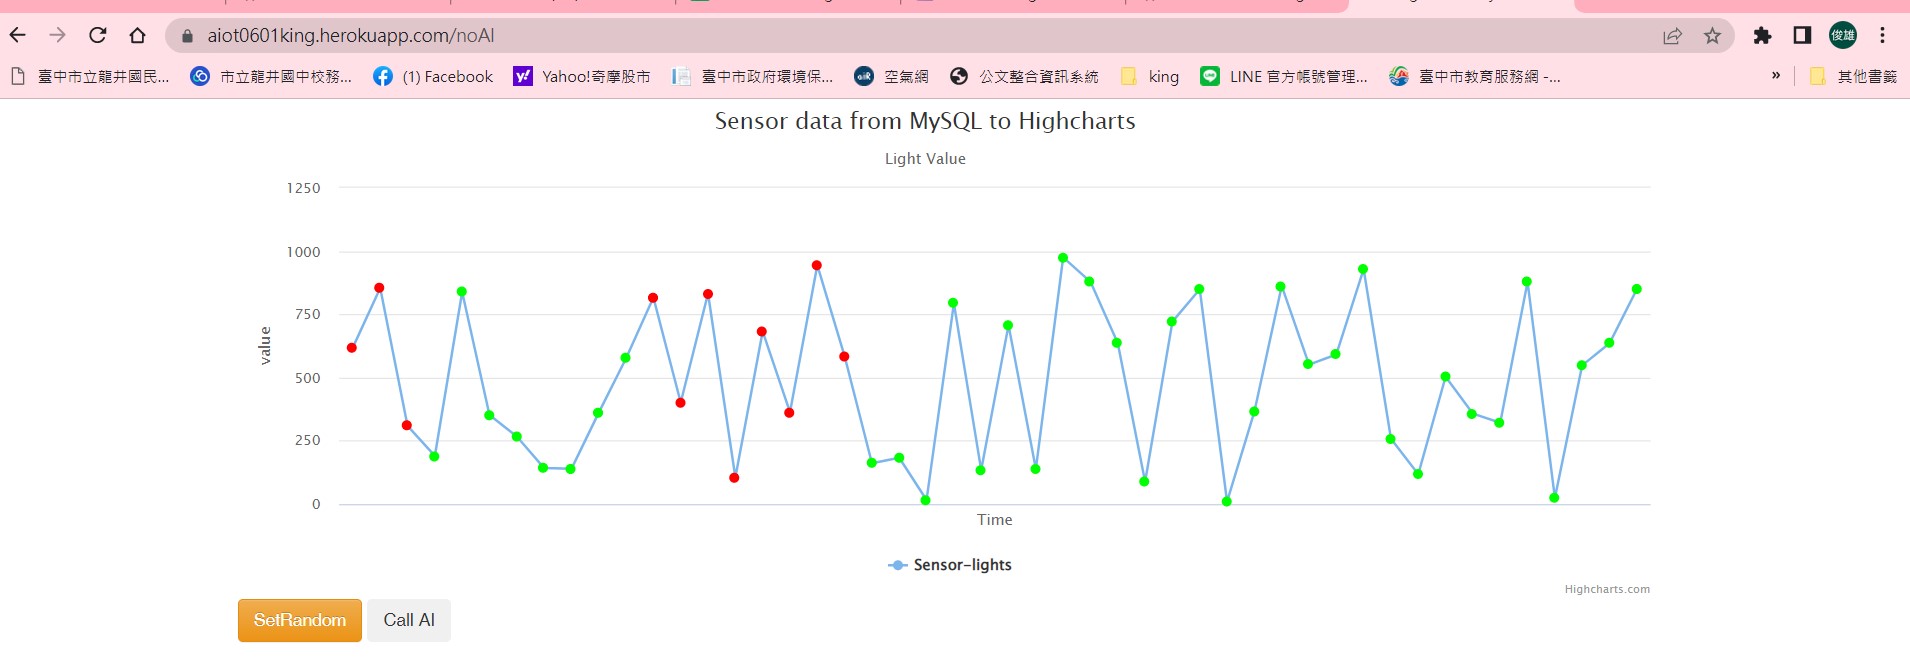 aiot0601king.herokuapp.com/noAI
俊雄
臺中市立龍井國民... 市立龍井國中校務... (1) Facebook Yahoo!奇摩股市 臺中市政府環境保... 空氣網 公文整合資訊系統 king LINE 官方帳號管理... 臺中市教育服務網 -... » 其他書籤
Sensor data from MySQL to Highcharts
Light Value
1250
1000
750
500
250
0
value
Time
Sensor-lights
Highcharts.com
SetRandom Call AI